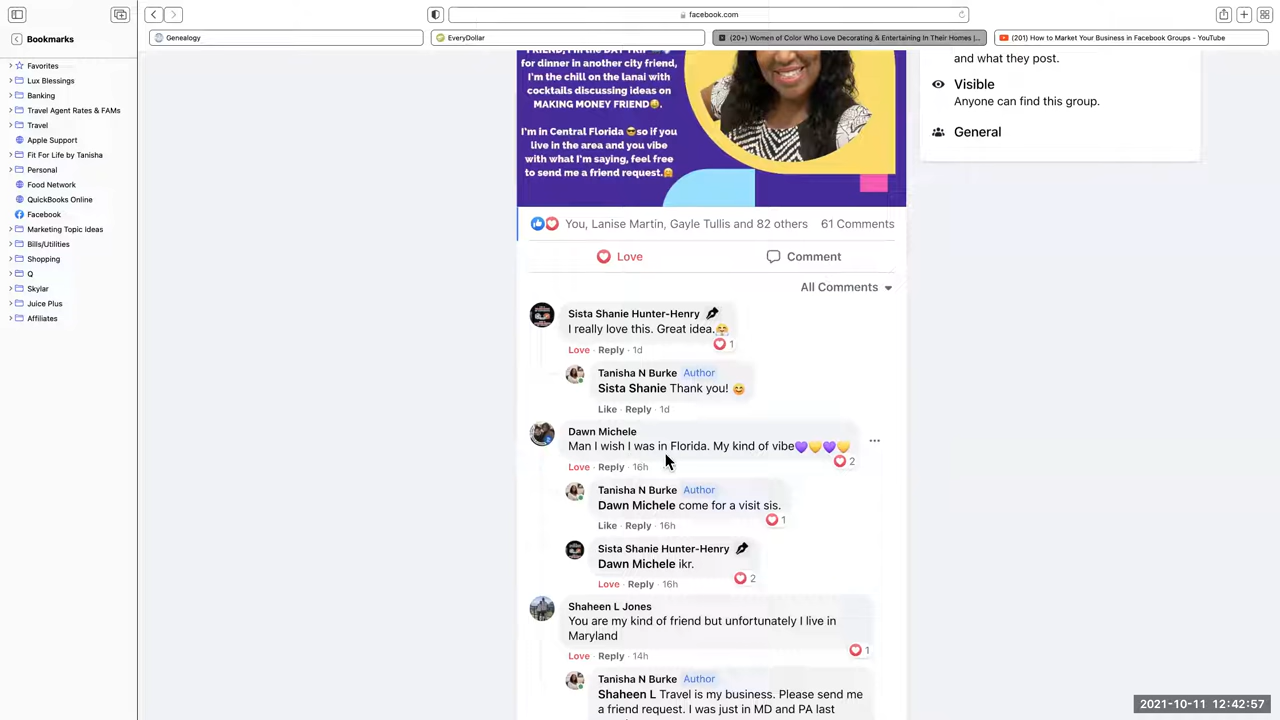 facebook.com
Bookmarks
Genealogy
EveryDollar
(20+) Women of Color Who Love Decorating & Entertaining In Their Homes |...
(201) How to Market Your Business in Facebook Groups - YouTube
Favorites
Lux Blessings
Banking
Travel Agent Rates & FAMs
Travel
Apple Support
Fit For Life by Tanisha
Personal
Food Network
QuickBooks Online
Facebook
Marketing Topic Ideas
Bills/Utilities
Shopping
Q
Skylar
Juice Plus
Affiliates
for dinner in another city friend,
I'm the chill on the lanai with
cocktails discussing ideas on
MAKING MONEY FRIEND😂.
I'm in Central Florida 😎so if you
live in the area and you vibe
with what I'm saying, feel free
to send me a friend request.🤗
and what they post.
Visible
Anyone can find this group.
General
You, Lanise Martin, Gayle Tullis and 82 others 61 Comments
Love Comment
All Comments
Sista Shanie Hunter-Henry
I really love this. Great idea.😤
1
Love · Reply · 1d
Tanisha N Burke Author
Sista Shanie Thank you! 😊
Like · Reply · 1d
Dawn Michele
Man I wish I was in Florida. My kind of vibe💜💛💜💛
2
Love · Reply · 16h
Tanisha N Burke Author
Dawn Michele come for a visit sis.
1
Like · Reply · 16h
Sista Shanie Hunter-Henry
Dawn Michele ikr.
2
Love · Reply · 16h
Shaheen L Jones
You are my kind of friend but unfortunately I live in
Maryland
1
Love · Reply · 14h
Tanisha N Burke Author
Shaheen L Travel is my business. Please send me
a friend request. I was just in MD and PA last
2021-10-11 12:42:57